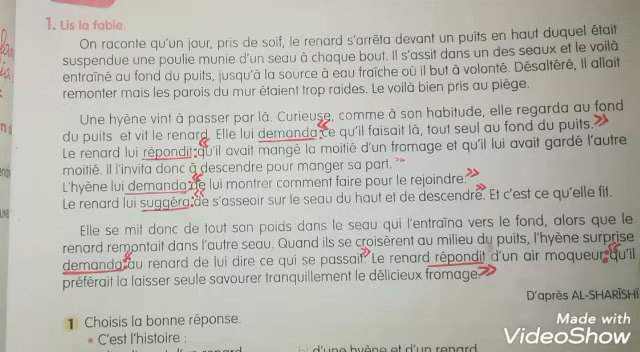 1. Lis la fable.
On raconte qu'un jour, pris de soif, le renard s'arrêta devant un puits en haut duquel était
suspendue une poulie munie d'un seau à chaque bout. Il s'assit dans un des seaux et le voilà
entraîné au fond du puits, jusqu'à la source à eau fraîche où il but à volonté. Désaltéré, il allait
remonter mais les parois du mur étaient trop raides. Le voilà bien pris au piège.
Une hyène vint à passer par là. Curieuse, comme à son habitude, elle regarda au fond
du puits et vit le renard. Elle lui demanda: « ce qu'il faisait là, tout seul au fond du puits. »
Le renard lui répondit: « qu'il avait mangé la moitié d'un fromage et qu'il lui avait gardé l'autre
moitié. Il l'invita donc à descendre pour manger sa part. »
L'hyène lui demanda: « de lui montrer comment faire pour le rejoindre. »
Le renard lui suggéra: « de s'asseoir sur le seau du haut et de descendre ». Et c'est ce qu'elle fit.
Elle se mit donc de tout son poids dans le seau qui l'entraîna vers le fond, alors que le
renard remontait dans l'autre seau. Quand ils se croisèrent au milieu du puits, l'hyène surprise
demanda: « au renard de lui dire ce qui se passait ». Le renard répondit d'un air moqueur: « qu'il
préférait la laisser seule savourer tranquillement le délicieux fromage. »
D'après AL-SHARĪSHĪ
1 Choisis la bonne réponse.
• C'est l'histoire :
d'une hyène et d'un renard
Made with
VideoShow